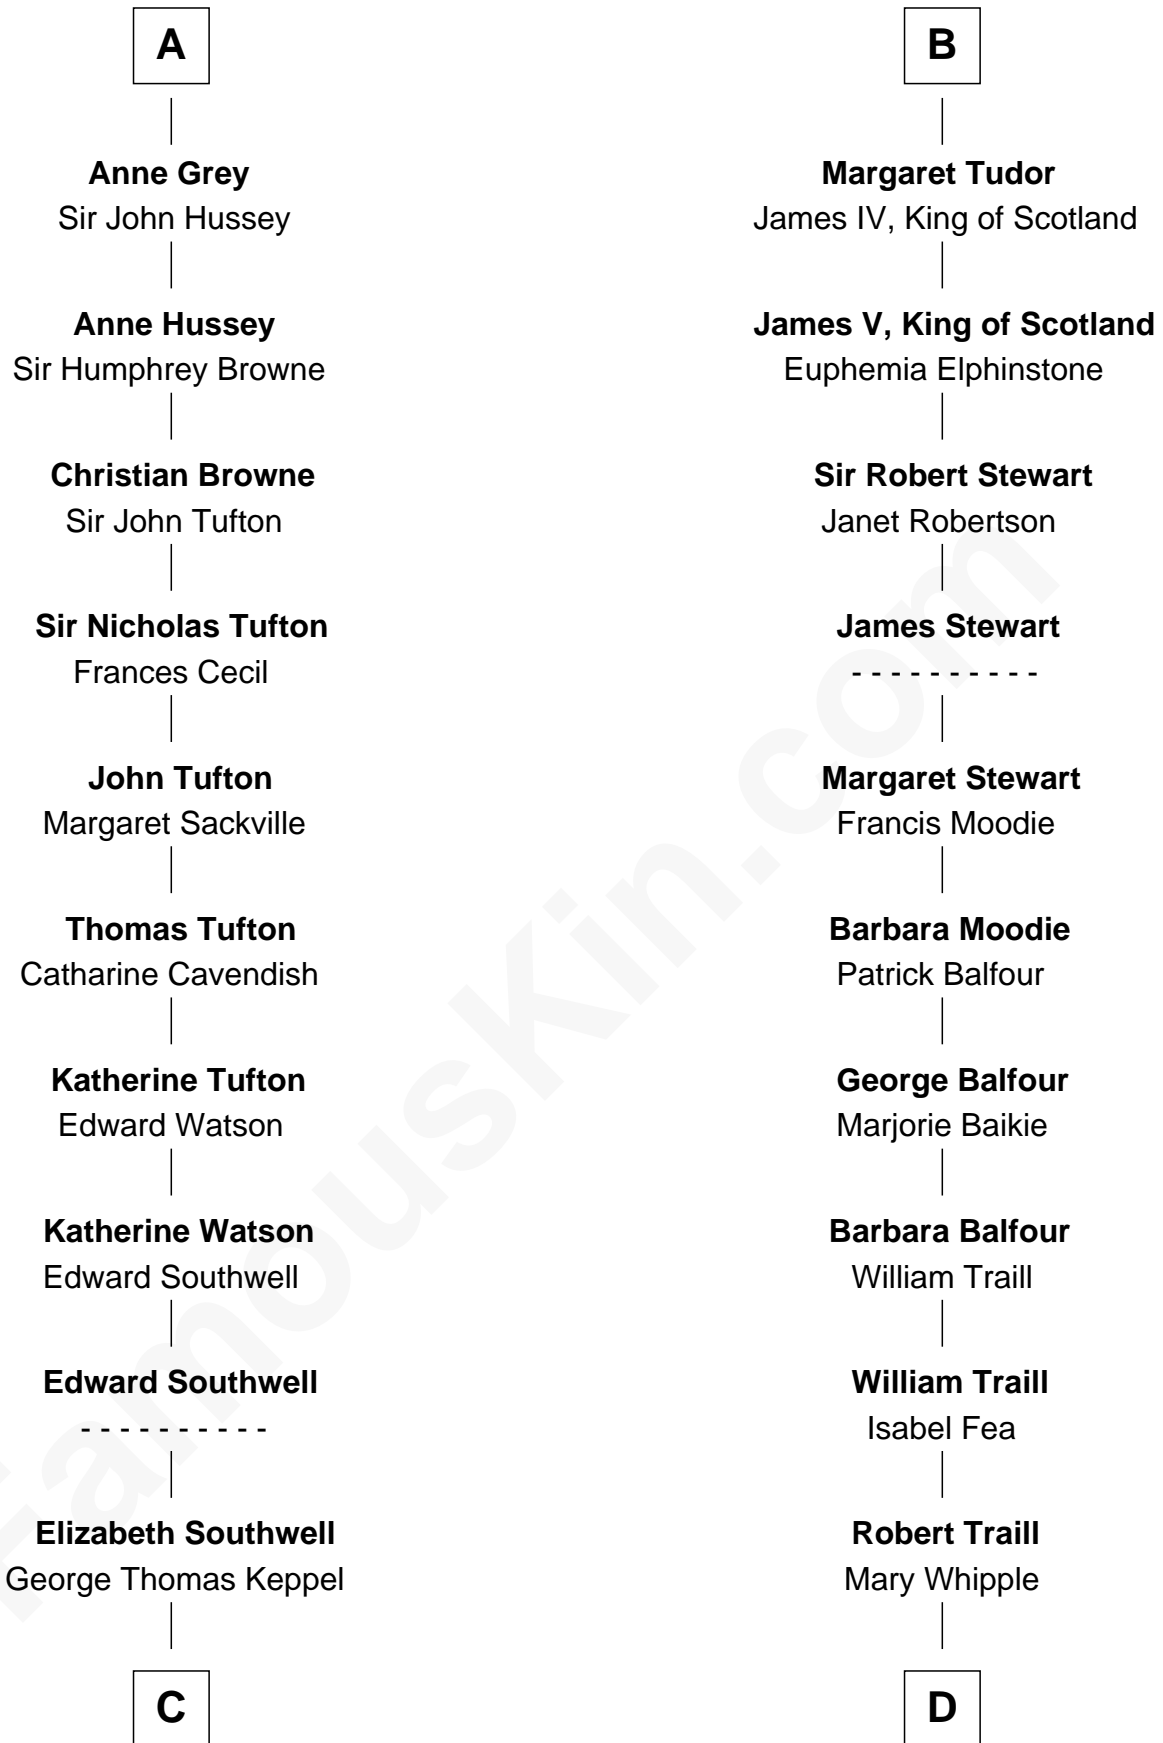 A
Anne Grey
Sir John Hussey
Anne Hussey
Sir Humphrey Browne
Christian Browne
Sir John Tufton
Sir Nicholas Tufton
Frances Cecil
John Tufton
Margaret Sackville
Thomas Tufton
Catharine Cavendish
Katherine Tufton
Edward Watson
Katherine Watson
Edward Southwell
Edward Southwell
- - - - - - - - - -
Elizabeth Southwell
George Thomas Keppel
C
B
Margaret Tudor
James IV, King of Scotland
James V, King of Scotland
Euphemia Elphinstone
Sir Robert Stewart
Janet Robertson
James Stewart
- - - - - - - - - -
Margaret Stewart
Francis Moodie
Barbara Moodie
Patrick Balfour
George Balfour
Marjorie Baikie
Barbara Balfour
William Traill
William Traill
Isabel Fea
Robert Traill
Mary Whipple
D
FamousKin.com